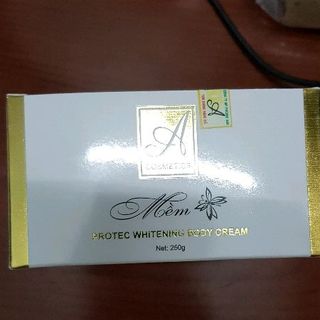 A
COSMETICS
Mềm
PROTEC WHITENING BODY CREAM
Net: 250g